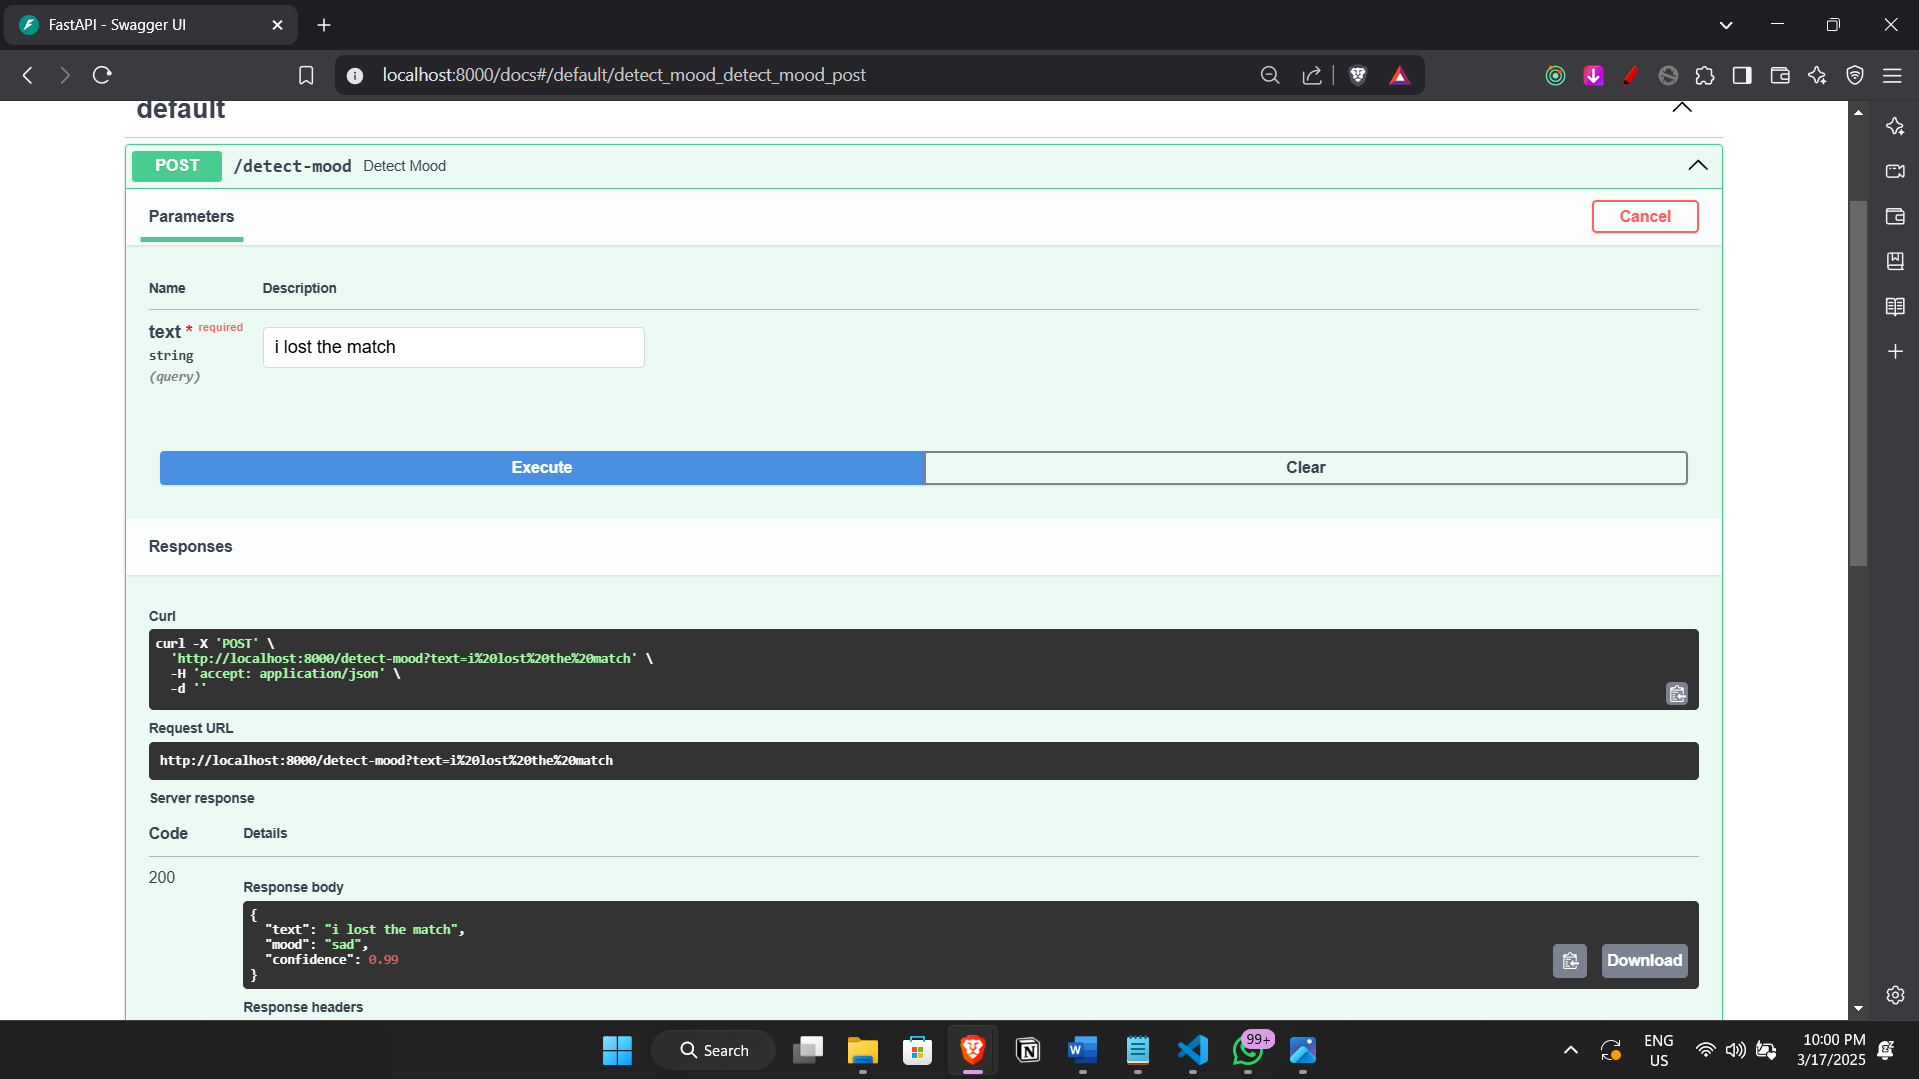 FastAPI - Swagger UI
localhost:8000/docs#/default/detect_mood_detect_mood_post
default
POST /detect-mood Detect Mood
Parameters
Cancel
Name Description
text * required
string
(query)
i lost the match
Execute
Clear
Responses
Curl
curl -X 'POST' \
'http://localhost:8000/detect-mood?text=i%20lost%20the%20match' \
-H 'accept: application/json' \
-d ''
Request URL
http://localhost:8000/detect-mood?text=i%20lost%20the%20match
Server response
Code Details
200
Response body
{
"text": "i lost the match",
"mood": "sad",
"confidence": 0.99
}
Download
Response headers
Search
99+
ENG
US
10:00 PM
3/17/2025